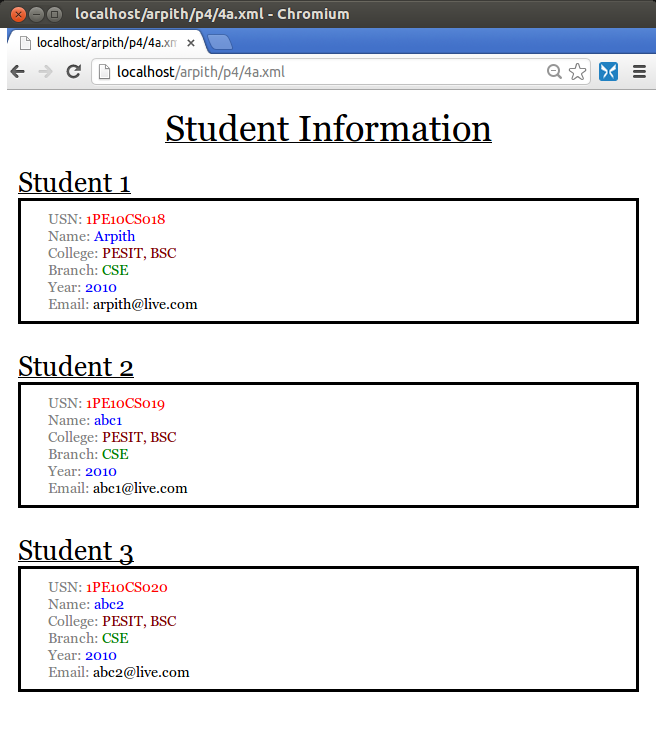 localhost/arpith/p4/4a.xml - Chromium
localhost/arpith/p4/4a.xm
localhost/arpith/p4/4a.xml
Student Information
Student 1
USN: 1PE10CS018
Name: Arpith
College: PESIT, BSC
Branch: CSE
Year: 2010
Email: arpith@live.com
Student 2
USN: 1PE10CS019
Name: abc1
College: PESIT, BSC
Branch: CSE
Year: 2010
Email: abc1@live.com
Student 3
USN: 1PE10CS020
Name: abc2
College: PESIT, BSC
Branch: CSE
Year: 2010
Email: abc2@live.com